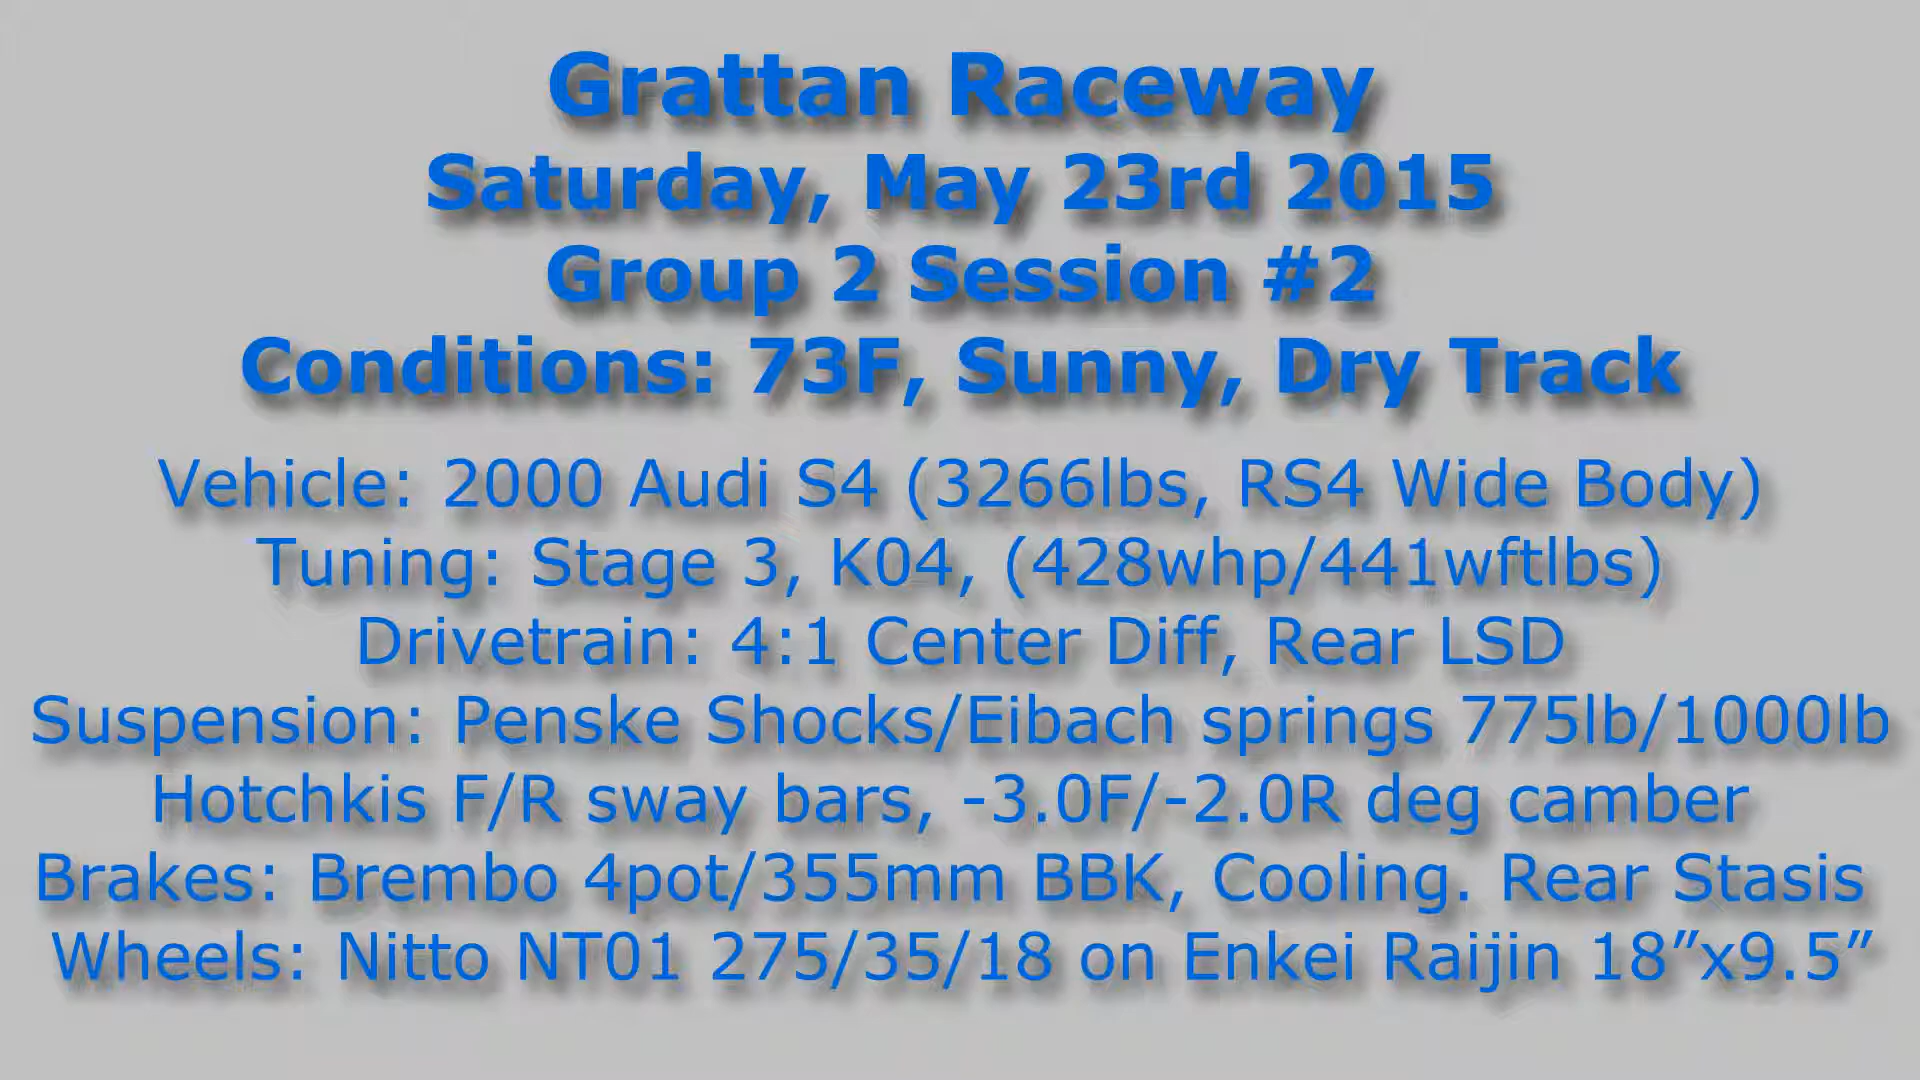 Grattan Raceway
Saturday, May 23rd 2015
Group 2 Session #2
Conditions: 73F, Sunny, Dry Track
Vehicle: 2000 Audi S4 (3266lbs, RS4 Wide Body)
Tuning: Stage 3, K04, (428whp/441wftlbs)
Drivetrain: 4:1 Center Diff, Rear LSD
Suspension: Penske Shocks/Eibach springs 775lb/1000lb
Hotchkis F/R sway bars, -3.0F/-2.0R deg camber
Brakes: Brembo 4pot/355mm BBK, Cooling. Rear Stasis
Wheels: Nitto NT01 275/35/18 on Enkei Raijin 18”x9.5”